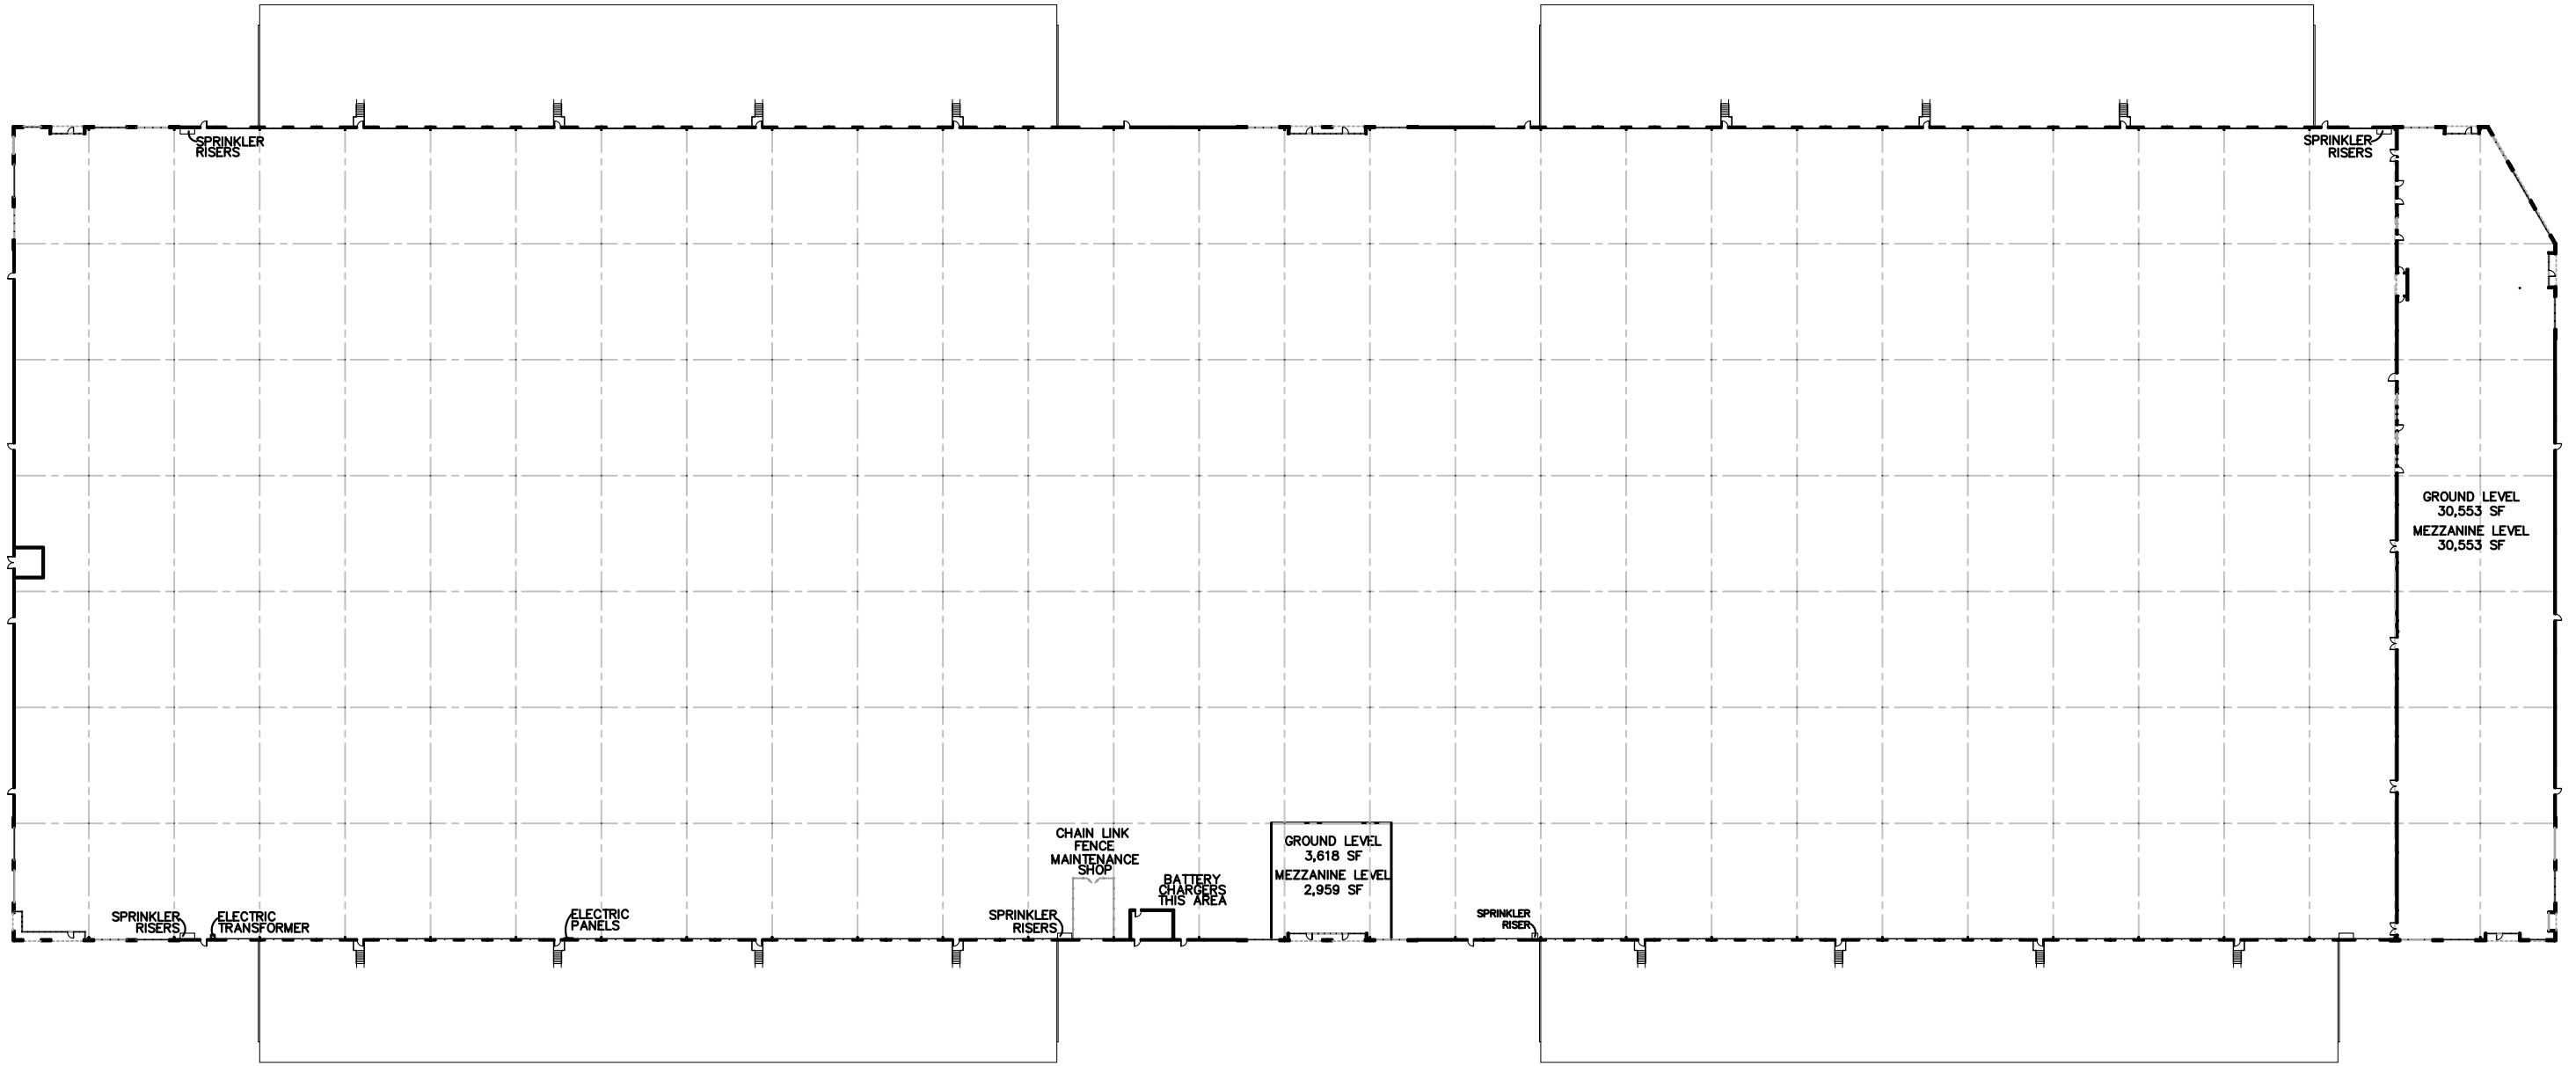 SPRINKLER
RISERS
SPRINKLER
RISERS
GROUND LEVEL
30,553 SF
MEZZANINE LEVEL
30,553 SF
CHAIN LINK
FENCE
MAINTENANCE
SHOP
GROUND LEVEL
3,618 SF
MEZZANINE LEVEL
2,959 SF
BATTERY
CHARGERS
THIS AREA
SPRINKLER
RISERS
ELECTRIC
TRANSFORMER
ELECTRIC
PANELS
SPRINKLER
RISERS
SPRINKLER
RISER